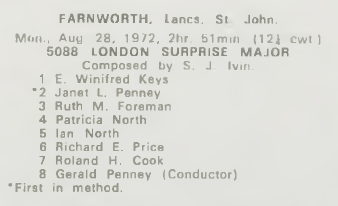 FARNWORTH, Lancs. St. John.
Mon., Aug 28, 1972, 2hr. 51min (12¼ cwt)
5088 LONDON SURPRISE MAJOR
Composed by S. J. Ivin.
1 E. Winifred Keys
*2 Janet L. Penney
3 Ruth M. Foreman
4 Patricia North
5 Ian North
6 Richard E. Price
7 Roland H. Cook
8 Gerald Penney (Conductor)
*First in method.